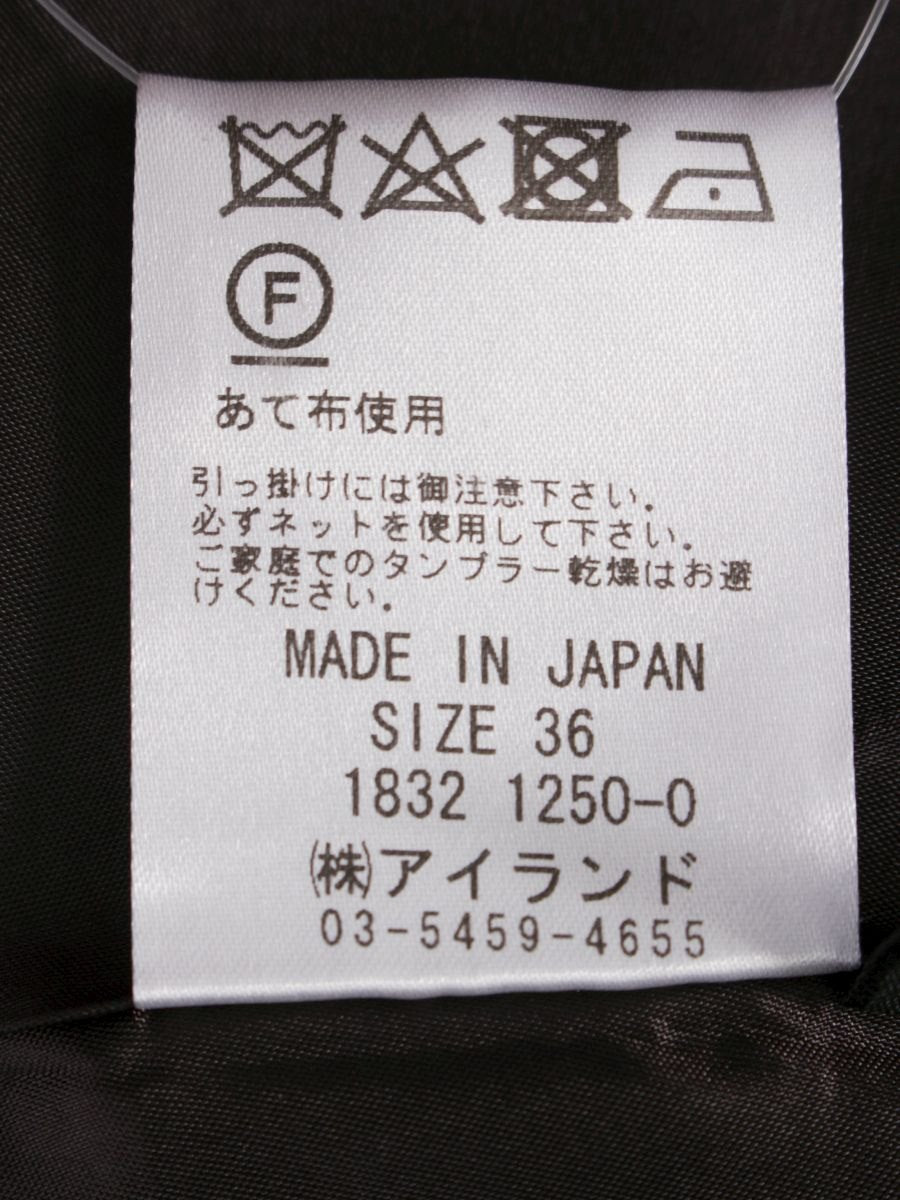 F
あて布使用
引っ掛けには御注意下さい。
必ずネットを使用して下さい。
ご家庭でのタンブラー乾燥はお避
けください。
MADE IN JAPAN
SIZE 36
1832 1250-0
㈱アイランド
03-5459-4655